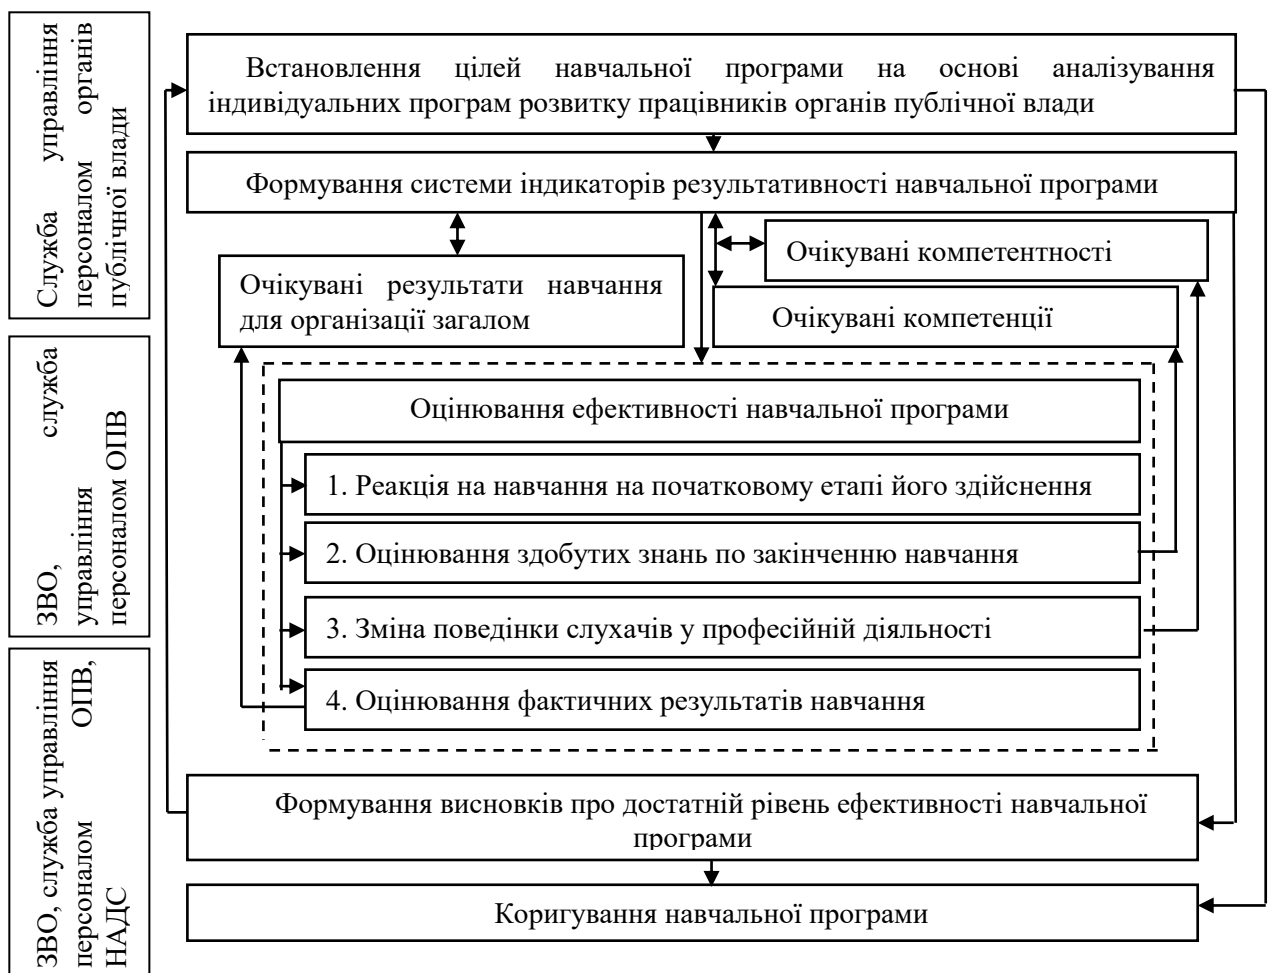 Служба управління
персоналом органів
публічної влади
ЗВО, служба
управління
персоналом ОПВ
ЗВО, служба управління
персоналом ОПВ,
НАДС
Встановлення цілей навчальної програми на основі аналізування
індивідуальних програм розвитку працівників органів публічної влади
Формування системи індикаторів результативності навчальної програми
Очікувані результати навчання
для організації загалом
Очікувані компетентності
Очікувані компетенції
Оцінювання ефективності навчальної програми
1. Реакція на навчання на початковому етапі його здійснення
2. Оцінювання здобутих знань по закінченню навчання
3. Зміна поведінки слухачів у професійній діяльності
4. Оцінювання фактичних результатів навчання
Формування висновків про достатній рівень ефективності навчальної
програми
Коригування навчальної програми